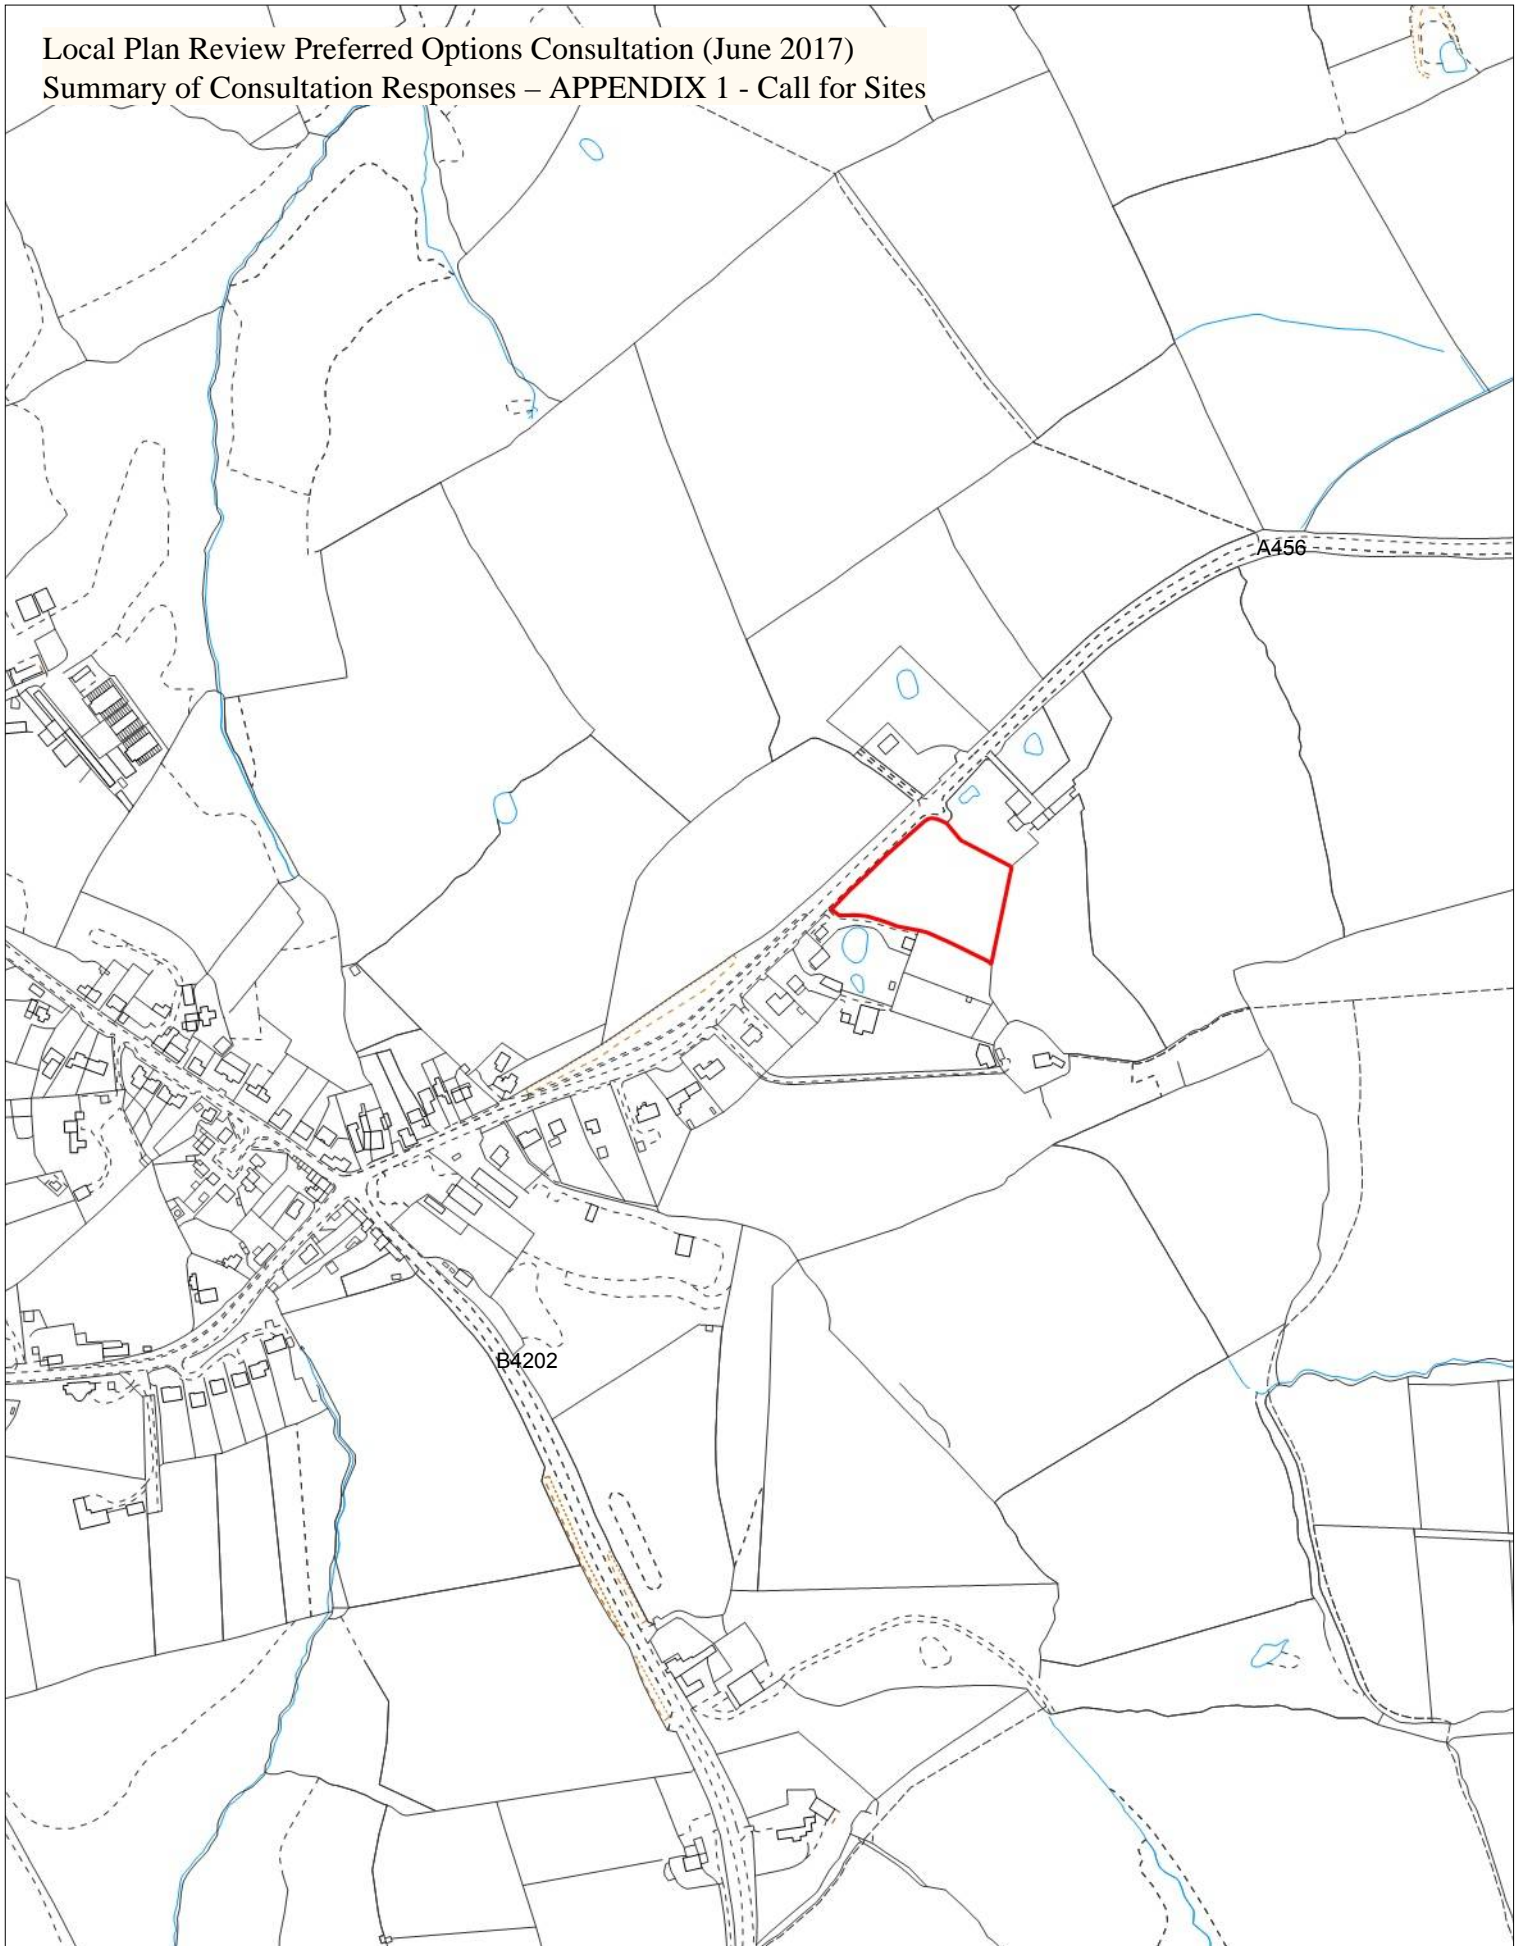 Local Plan Review Preferred Options Consultation (June 2017)
Summary of Consultation Responses – APPENDIX 1 - Call for Sites
A456
B4202